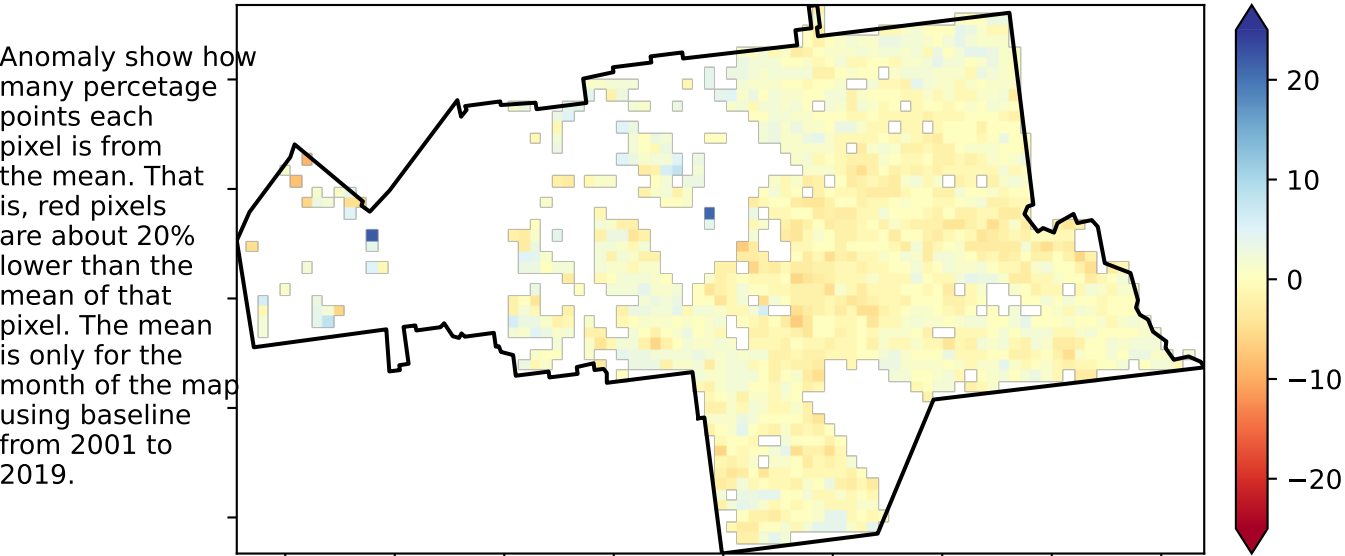 Anomaly show how
many percetage
points each
pixel is from
the mean. That
is, red pixels
are about 20%
lower than the
mean of that
pixel. The mean
is only for the
month of the map
using baseline
from 2001 to
2019.
20
10
0
−10
−20